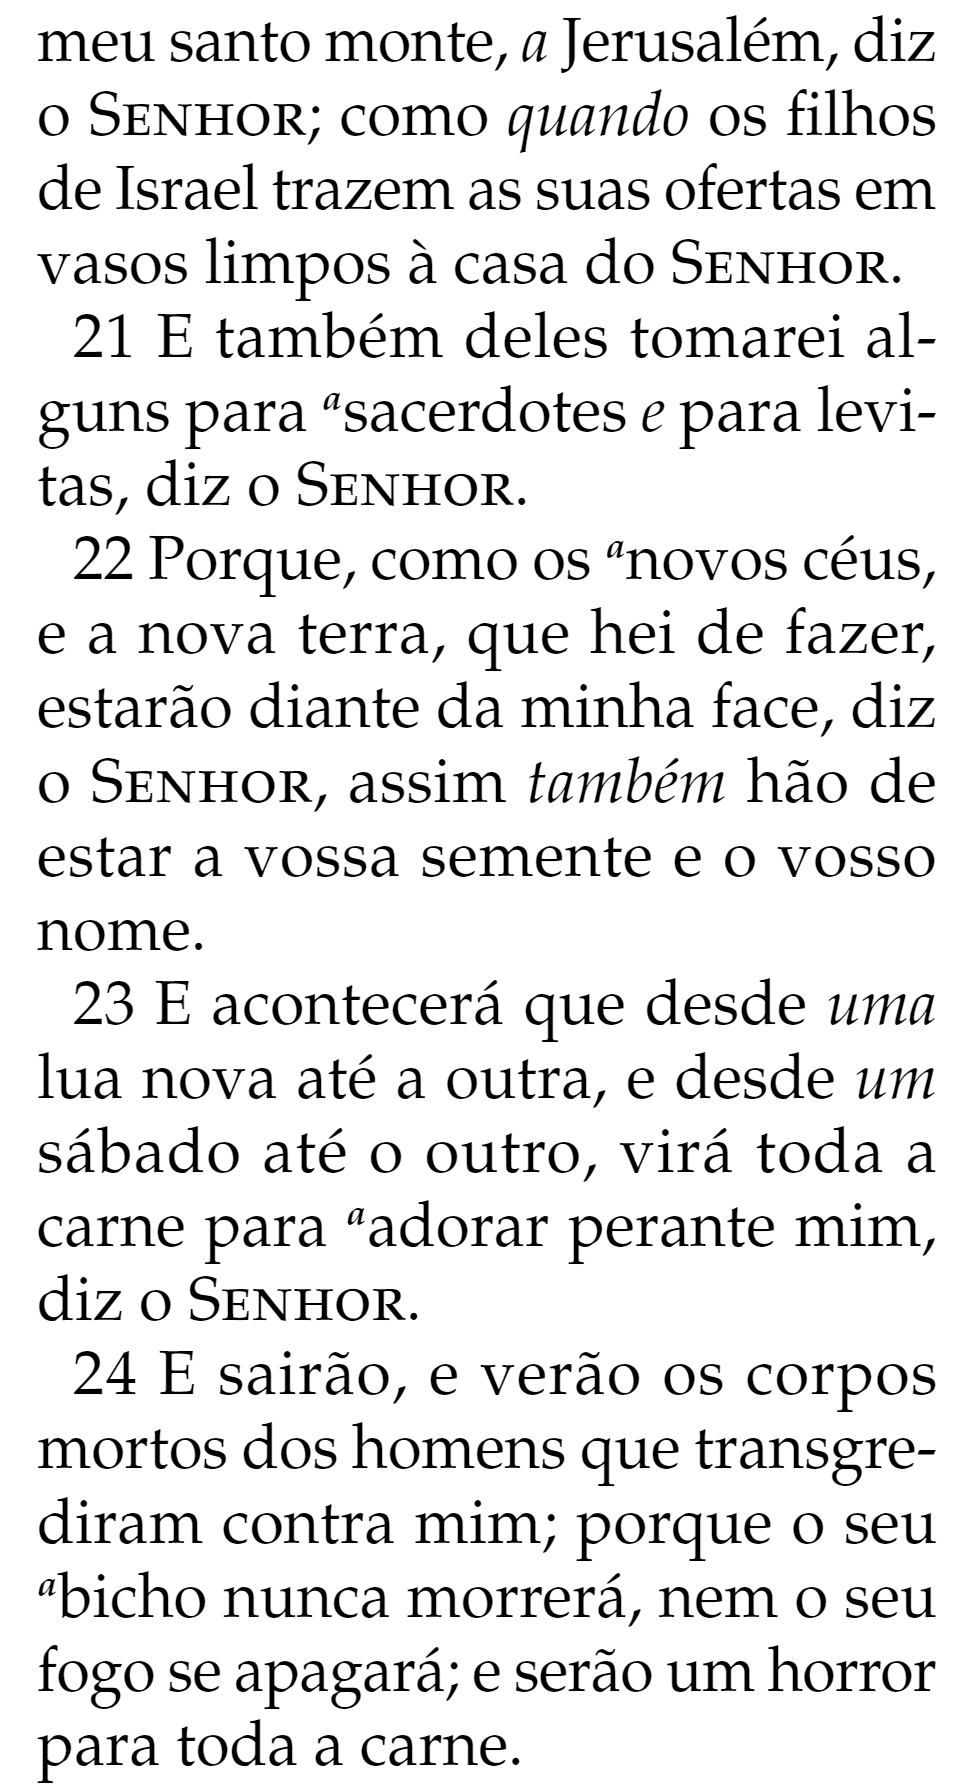 meu santo monte, a Jerusalém, diz
o SENHOR; como quando os filhos
de Israel trazem as suas ofertas em
vasos limpos à casa do SENHOR.
21 E também deles tomarei al-
guns para ᵃsacerdotes e para levi-
tas, diz o SENHOR.
22 Porque, como os ᵃnovos céus,
e a nova terra, que hei de fazer,
estarão diante da minha face, diz
o SENHOR, assim também hão de
estar a vossa semente e o vosso
nome.
23 E acontecerá que desde uma
lua nova até a outra, e desde um
sábado até o outro, virá toda a
carne para ᵃadorar perante mim,
diz o SENHOR.
24 E sairão, e verão os corpos
mortos dos homens que transgre-
diram contra mim; porque o seu
ᵃbicho nunca morrerá, nem o seu
fogo se apagará; e serão um horror
para toda a carne.